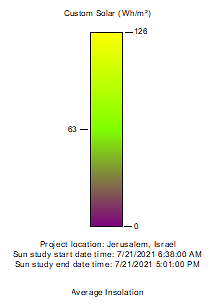 Custom Solar (Wh/m²)
126
63
0
Project location: Jerusalem, Israel
Sun study start date time: 7/21/2021 6:38:00 AM
Sun study end date time: 7/21/2021 5:01:00 PM
Average Insolation